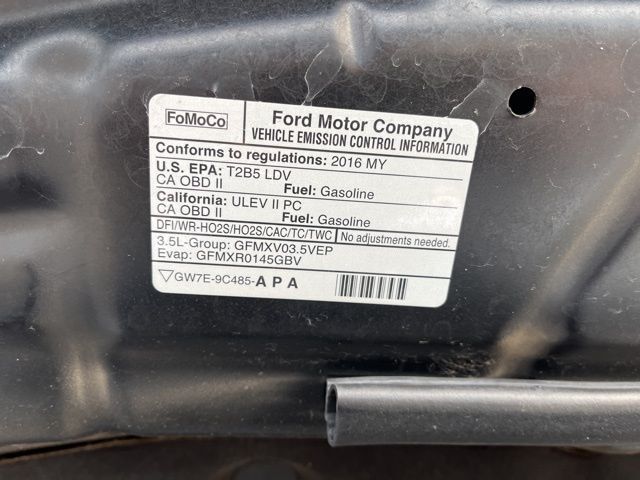 FoMoCo
Ford Motor Company
VEHICLE EMISSION CONTROL INFORMATION
Conforms to regulations: 2016 MY
U.S. EPA: T2B5 LDV
CA OBD II Fuel: Gasoline
California: ULEV II PC
CA OBD II Fuel: Gasoline
DFI/WR-HO2S/HO2S/CAC/TC/TWC No adjustments needed.
3.5L-Group: GFMXV03.5VEP
Evap: GFMXR0145GBV
GW7E-9C485-APA